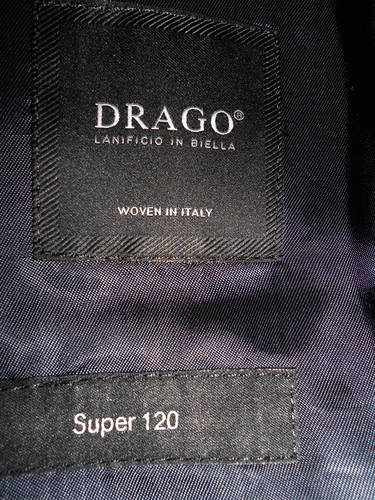 DRAGO®
LANIFICIO IN BIELLA
WOVEN IN ITALY
Super 120